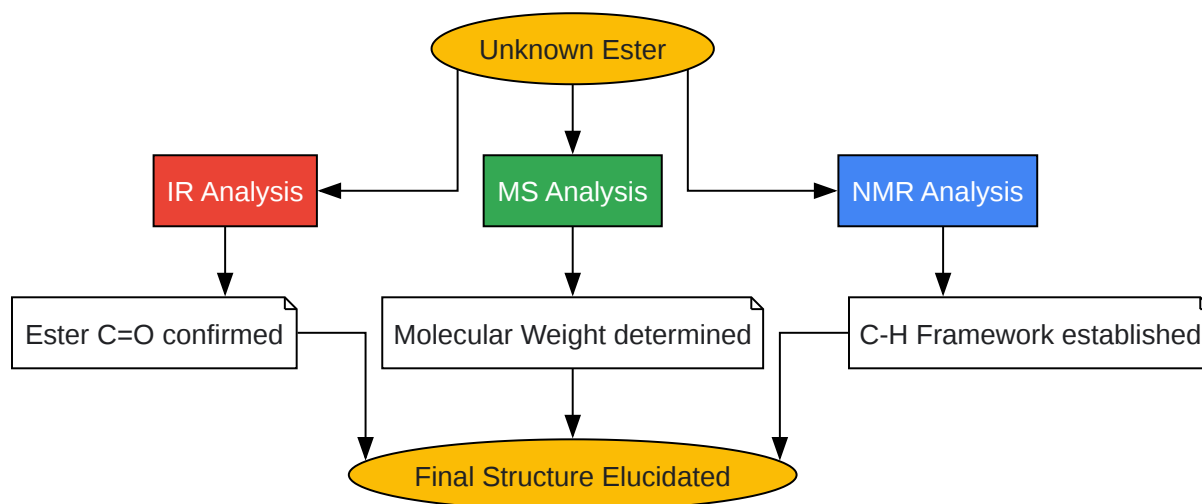 Unknown Ester
IR Analysis
MS Analysis
NMR Analysis
Ester C=O confirmed
Molecular Weight determined
C-H Framework established
Final Structure Elucidated